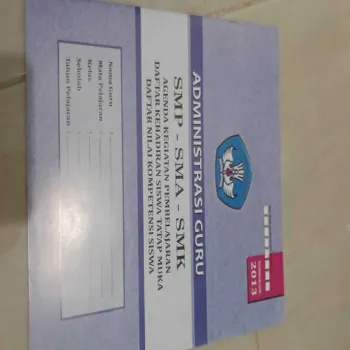 ADMINISTRASI GURU
2013
SMP - SMA - SMK
AGENDA KEGIATAN PEMBELAJARAN
DAFTAR KEHADIRAN SISWA TATAP MUKA
DAFTAR NILAI KOMPETENSI SISWA
Nama Guru :
Mata Pelajaran :
Kelas :
Sekolah :
Tahun Pelajaran :